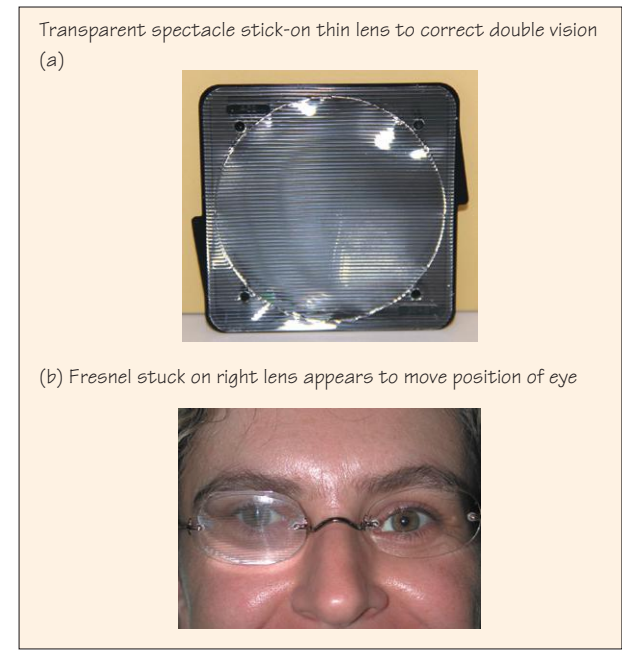 Transparent spectacle stick-on thin lens to correct double vision
(a)
(b) Fresnel stuck on right lens appears to move position of eye